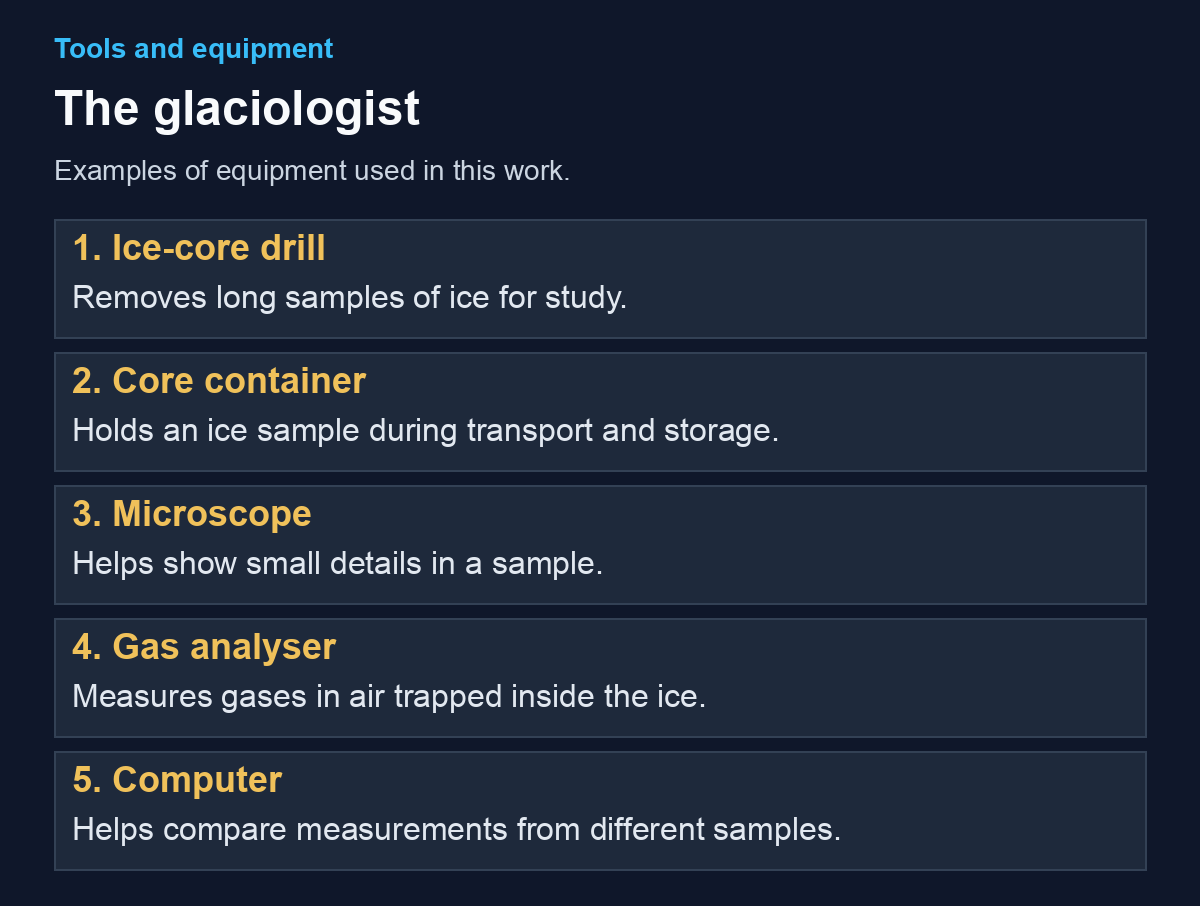 Tools and equipment
The glaciologist
Examples of equipment used in this work.
1. Ice-core drill
Removes long samples of ice for study.
2. Core container
Holds an ice sample during transport and storage.
3. Microscope
Helps show small details in a sample.
4. Gas analyser
Measures gases in air trapped inside the ice.
5. Computer
Helps compare measurements from different samples.